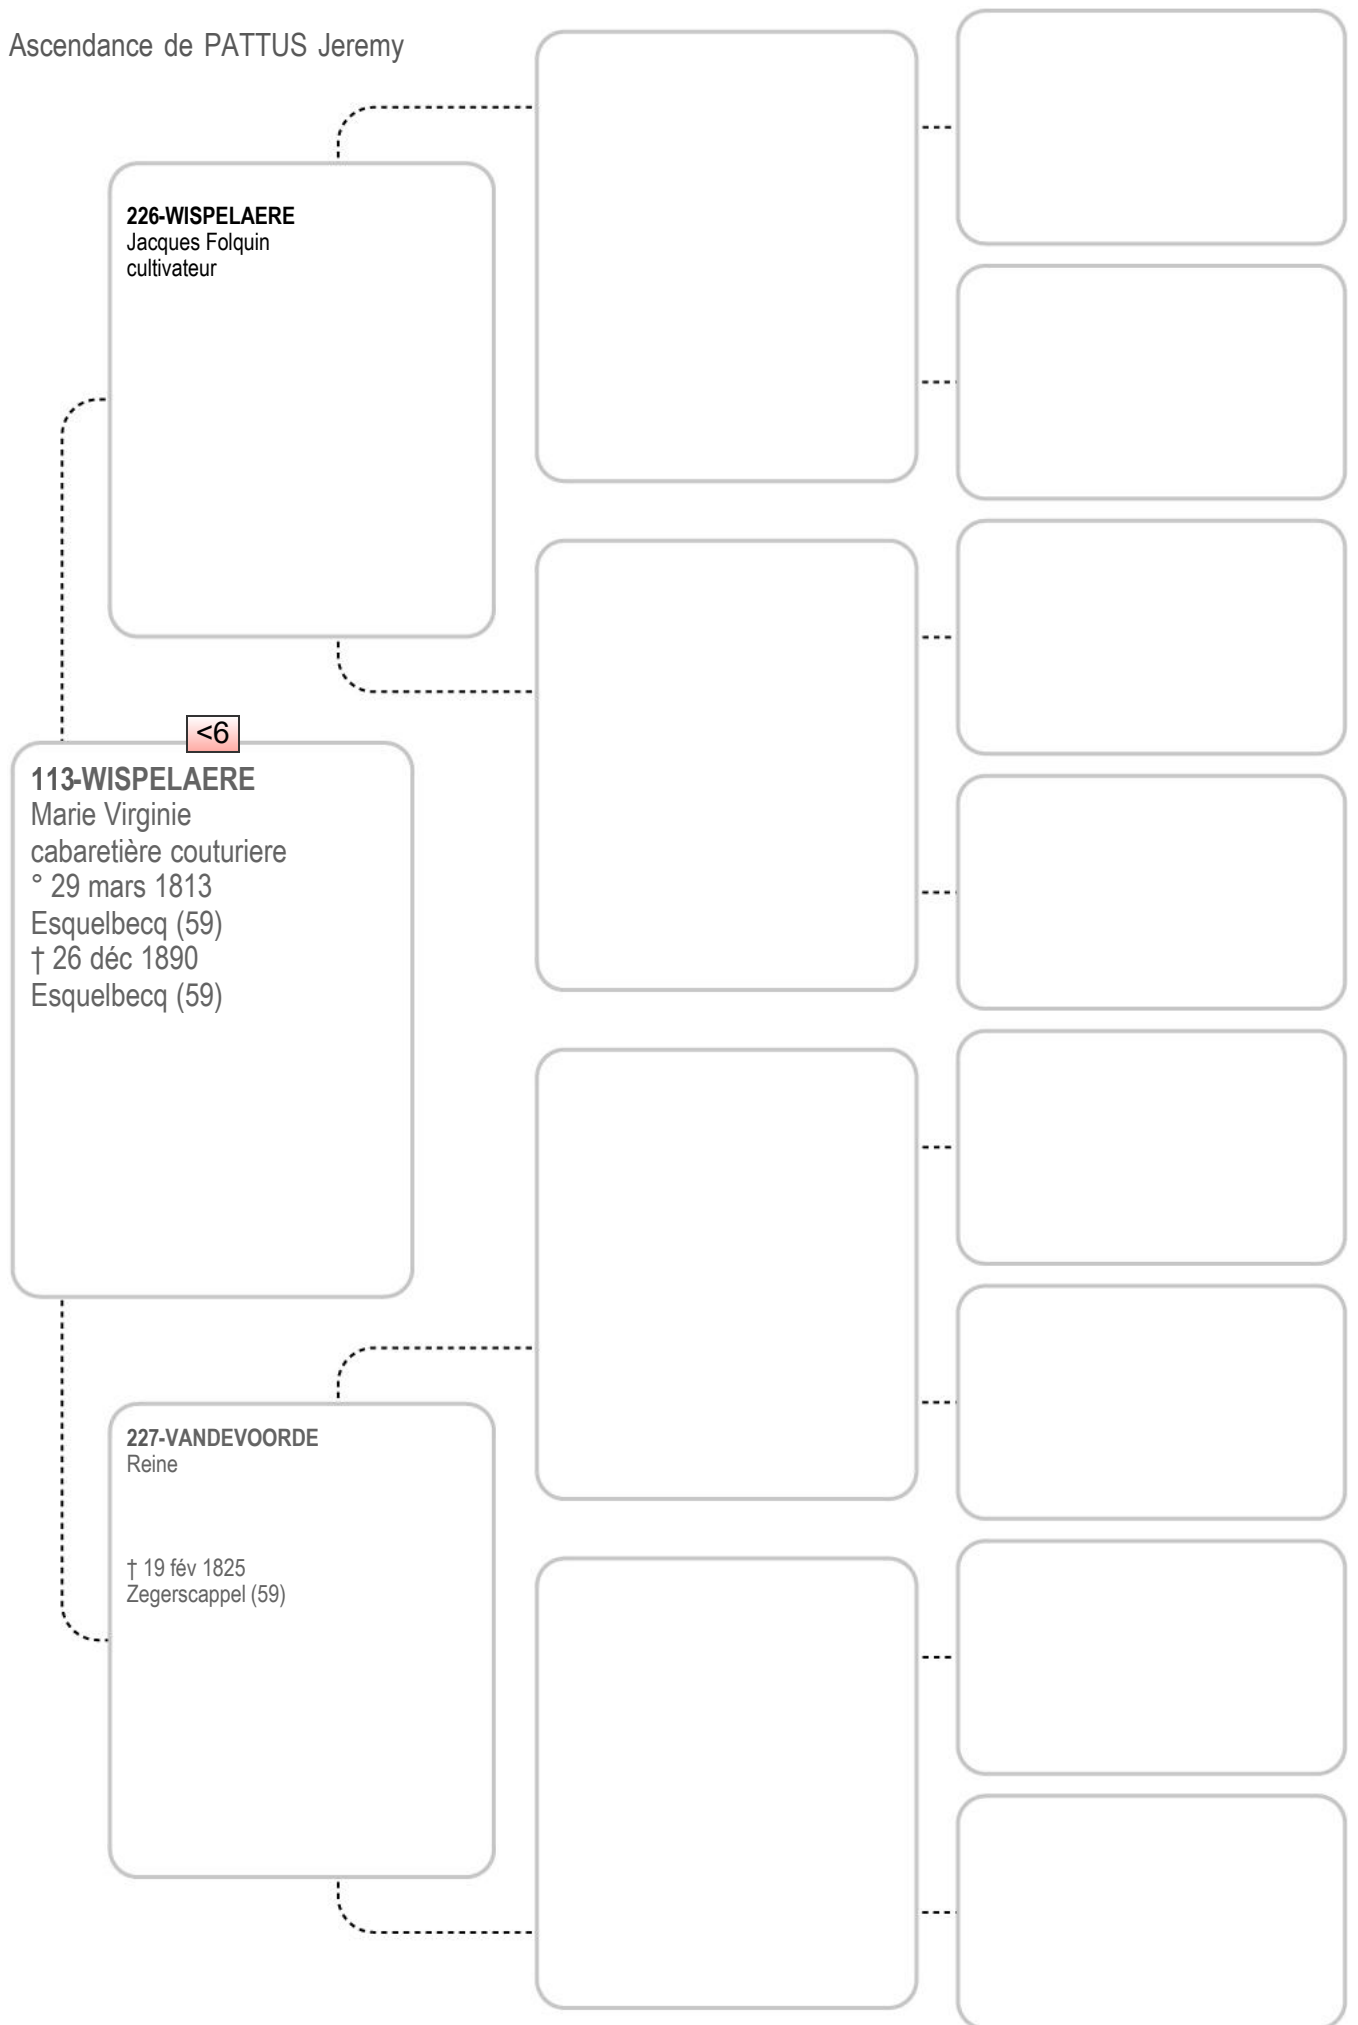 Ascendance de PATTUS Jeremy
226-WISPELAERE
Jacques Folquin
cultivateur
<6
113-WISPELAERE
Marie Virginie
cabaretière couturiere
° 29 mars 1813
Esquelbecq (59)
† 26 déc 1890
Esquelbecq (59)
227-VANDEVOORDE
Reine
† 19 fév 1825
Zegerscappel (59)